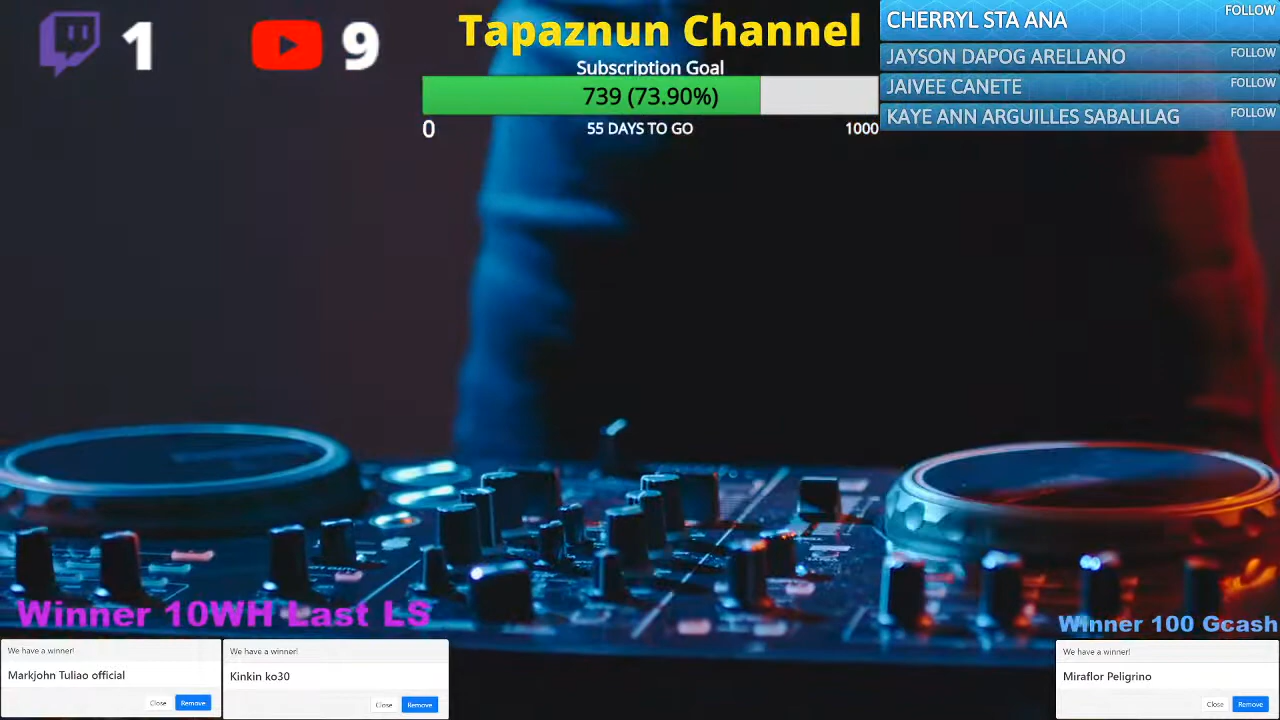 1
9
Tapaznun Channel
Subscription Goal
739 (73.90%)
0
55 DAYS TO GO
1000
CHERRYL STA ANA
FOLLOW
JAYSON DAPOG ARELLANO
FOLLOW
JAIVEE CANETE
FOLLOW
KAYE ANN ARGUILLES SABALILAG
FOLLOW
Winner 10WH Last LS
We have a winner!
Markjohn Tuliao official
Close Remove
We have a winner!
Kinkin ko30
Close Remove
Winner 100 Gcash
We have a winner!
Miraflor Peligrino
Close Remove